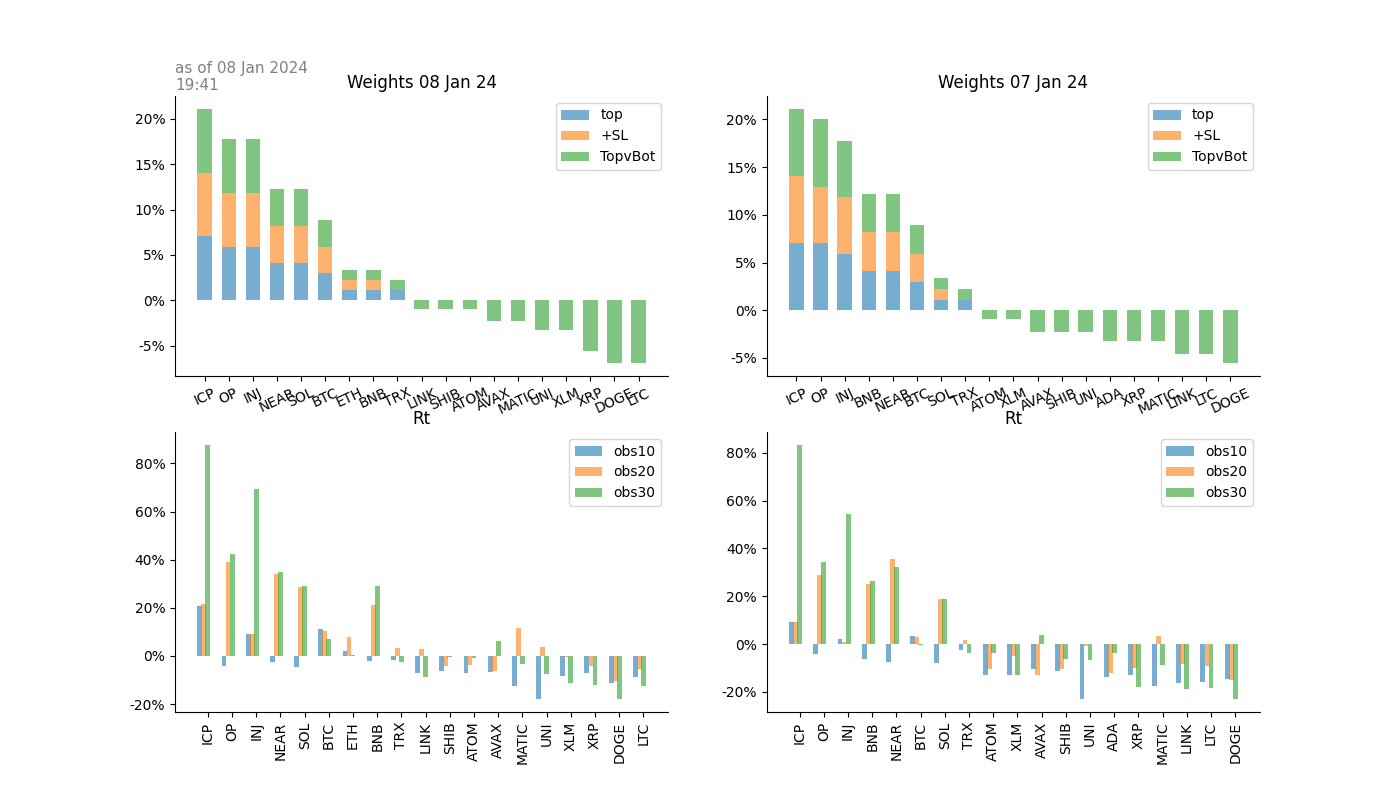 as of 08 Jan 2024
19:41
Weights 08 Jan 24
20%
15%
10%
5%
0%
-5%
top
+SL
TopvBot
ICP OP INJ NEAR SOL BTC ETH BNB TRX LINK SHIB ATOM AVAX MATIC UNI XLM XRP DOGE LTC
Weights 07 Jan 24
20%
15%
10%
5%
0%
-5%
top
+SL
TopvBot
ICP OP INJ BNB NEAR BTC SOL TRX ATOM XLM AVAX SHIB UNI ADA XRP MATIC LINK LTC DOGE
Rt
80%
60%
40%
20%
0%
-20%
obs10
obs20
obs30
ICP OP INJ NEAR SOL BTC ETH BNB TRX LINK SHIB ATOM AVAX MATIC UNI XLM XRP DOGE LTC
Rt
80%
60%
40%
20%
0%
-20%
obs10
obs20
obs30
ICP OP INJ BNB NEAR BTC SOL TRX ATOM XLM AVAX SHIB UNI ADA XRP MATIC LINK LTC DOGE